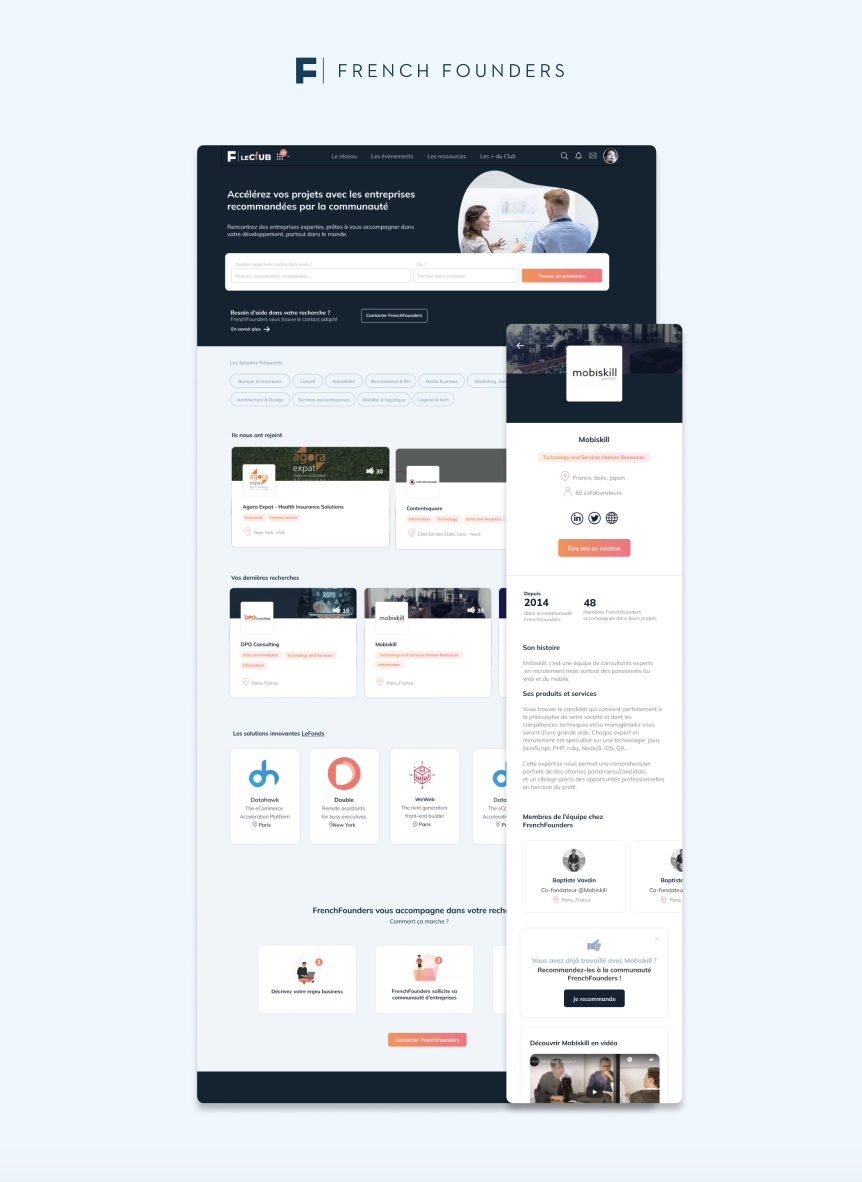 F FRENCH FOUNDERS
F LE CLUB
Le réseau
Les évènements
Les ressources
Les + du Club
Accélérez vos projets avec les entreprises
recommandées par la communauté
Rencontrez des entreprises expertes, prêtes à vous accompagner dans
votre développement, partout dans le monde.
Quelles expertises recherchez-vous ?
Où ?
Finance, recrutement, comptabilité...
Partout dans le monde
Trouver un prestataire
Besoin d'aide dans votre recherche ?
FrenchFounders vous trouve le contact adapté
En savoir plus
Contacter FrenchFounders
Les besoins fréquents
Banque & assurance
Conseil
Immobilier
Recrutement & RH
Media & presse
Marketing,
Architecture & Design
Services aux entreprises
Mobilité & logistique
Logiciel & tech
Ils nous ont rejoint
agora
expat
30
agora
expat
Agora Expat - Health Insurance Solutions
Insurance
Finance service
New York, USA
Contentsquare
Information
Technology
Data and Analytics
Côte Est des Etats-Unis - Nord
Vos dernières recherches
15
DPO Consulting
DPO Consulting
Data and Analytics
Technology and Services
Information
Paris, France
38
mobiskill
Mobiskill
Technology and Services Human Resources
Information
Paris, France
Les solutions innovantes LeFonds
Datahawk
The eCommerce
Acceleration Platform
Paris
Double
Remote assistants
for busy executives
New York
WeWeb
The next-generation
front-end builder
Paris
Datah
The eC
Accelerati
P
FrenchFounders vous accompagne dans votre reche
Comment ça marche ?
1
Décrivez votre enjeu business
2
FrenchFounders sollicite sa
communauté d'entreprises
Contacter FrenchFounders
mobiskill
Mobiskill
Technology and Services Human Resources
France, Italie, Japon
60 collaborateurs
in
Être mis en relation
Depuis
2014
dans la communauté
FrenchFounders
48
membres Frenchfounders
accompagnés dans leurs projets
Son histoire
Mobiskill, c'est une équipe de consultants experts
en recrutement mais surtout des passionnés du
web et du mobile.
Ses produits et services
Vous trouver le candidat qui convient parfaitement à
la philosophie de votre société et dont les
compétences techniques et/ou managériales vous
seront d'une grande aide. Chaque expert en
recrutement est spécialisé sur une technologie: java,
JavaScript, PHP, ruby, NodeJS, iOS, QA...
Cette expertise nous permet une compréhension
parfaite de des attentes partenaires/candidats
et un ciblage précis des opportunités professionnelles
en fonction du profil.
Membres de l'équipe chez
FrenchFounders
Baptiste Vavdin
Co-fondateur @Mobiskill
Paris, France
Baptiste
Co-fondateu
Paris,
Vous avez déjà travaillé avec Mobiskill ?
Recommandez-les à la communauté
FrenchFounders !
Je recommande
Découvrir Mobiskill en vidéo